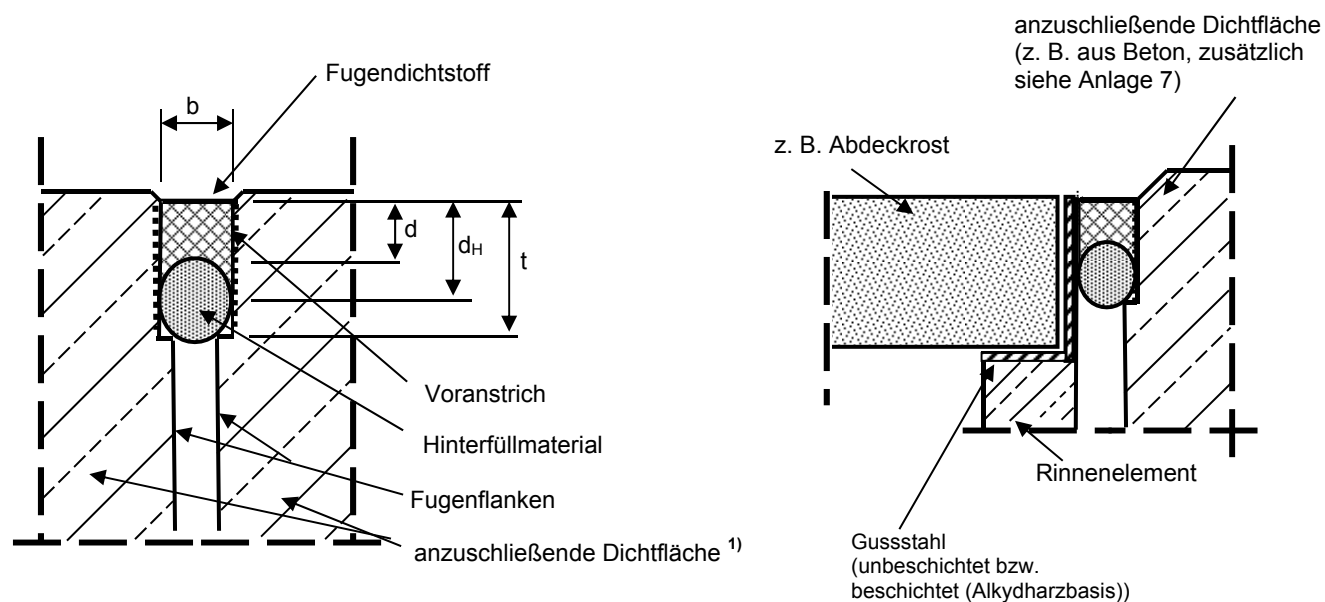 Fugendichtstoff
b
d
dH
t
Voranstrich
Hinterfüllmaterial
Fugenflanken
anzuschließende Dichtfläche 1)
anzuschließende Dichtfläche
(z. B. aus Beton, zusätzlich
siehe Anlage 7)
z. B. Abdeckrost
Rinnenelement
Gussstahl
(unbeschichtet bzw.
beschichtet (Alkydharzbasis))